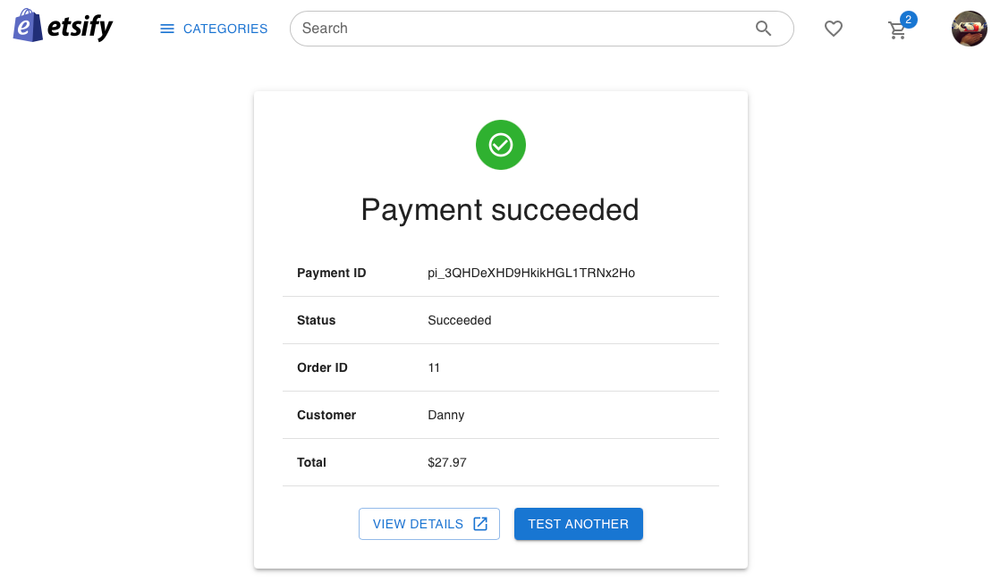 e etsify
CATEGORIES
Search
2
Payment succeeded
Payment ID pi_3QHDeXHD9HkikHGL1TRNx2Ho
Status Succeeded
Order ID 11
Customer Danny
Total $27.97
VIEW DETAILS
TEST ANOTHER